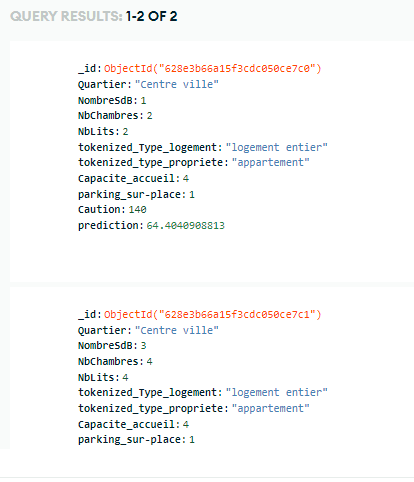 QUERY RESULTS: 1-2 OF 2
_id: ObjectId("628e3b66a15f3cdc050ce7c0")
Quartier: "Centre ville"
NombreSdB: 1
NbChambres: 2
NbLits: 2
tokenized_Type_logement: "logement entier"
tokenized_Type_propriete: "appartement"
Capacite_accueil: 4
parking_sur-place: 1
Caution: 140
prediction: 64.4040908813
_id: ObjectId("628e3b66a15f3cdc050ce7c1")
Quartier: "Centre ville"
NombreSdB: 3
NbChambres: 4
NbLits: 4
tokenized_Type_logement: "logement entier"
tokenized_type_propriete: "appartement"
Capacite_accueil: 4
parking_sur-place: 1